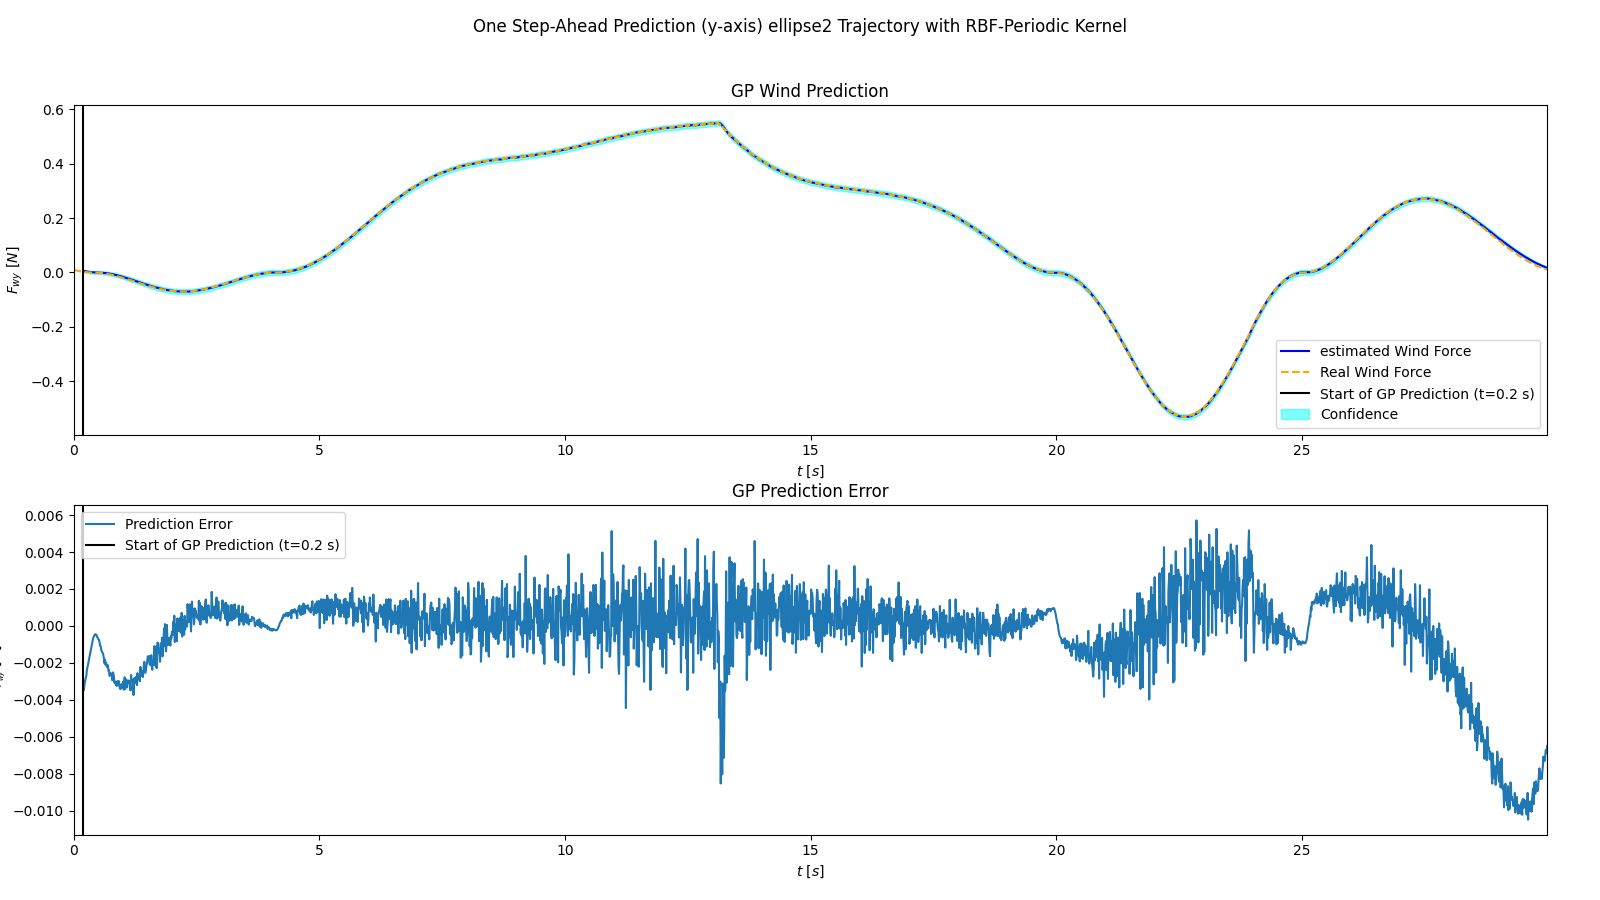 One Step-Ahead Prediction (y-axis) ellipse2 Trajectory with RBF-Periodic Kernel
GP Wind Prediction
0.6
0.4
0.2
0.0
−0.2
−0.4
F_wy [N]
0 5 10 15 20 25
t [s]
estimated Wind Force
Real Wind Force
Start of GP Prediction (t=0.2 s)
Confidence
GP Prediction Error
0.006
0.004
0.002
0.000
−0.002
−0.004
−0.006
−0.008
−0.010
Prediction Error
Start of GP Prediction (t=0.2 s)
0 5 10 15 20 25
t [s]